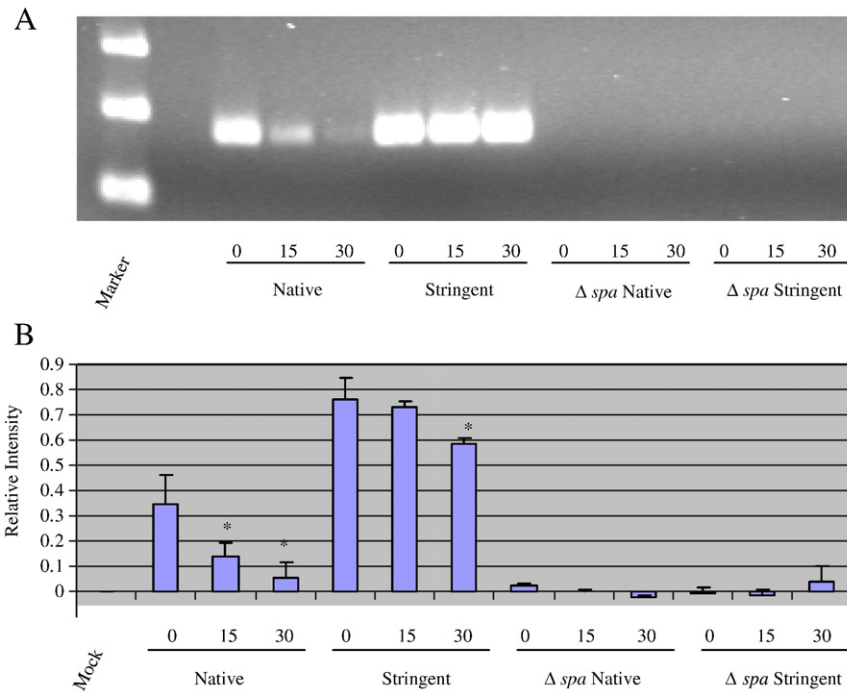 A
0 15 30 0 15 30 0 15 30 0 15 30
Marker Native Stringent Δ spa Native Δ spa Stringent
B
Relative Intensity
0.9
0.8
0.7
0.6
0.5
0.4
0.3
0.2
0.1
0
* * *
0 15 30 0 15 30 0 15 30 0 15 30
Mock Native Stringent Δ spa Native Δ spa Stringent